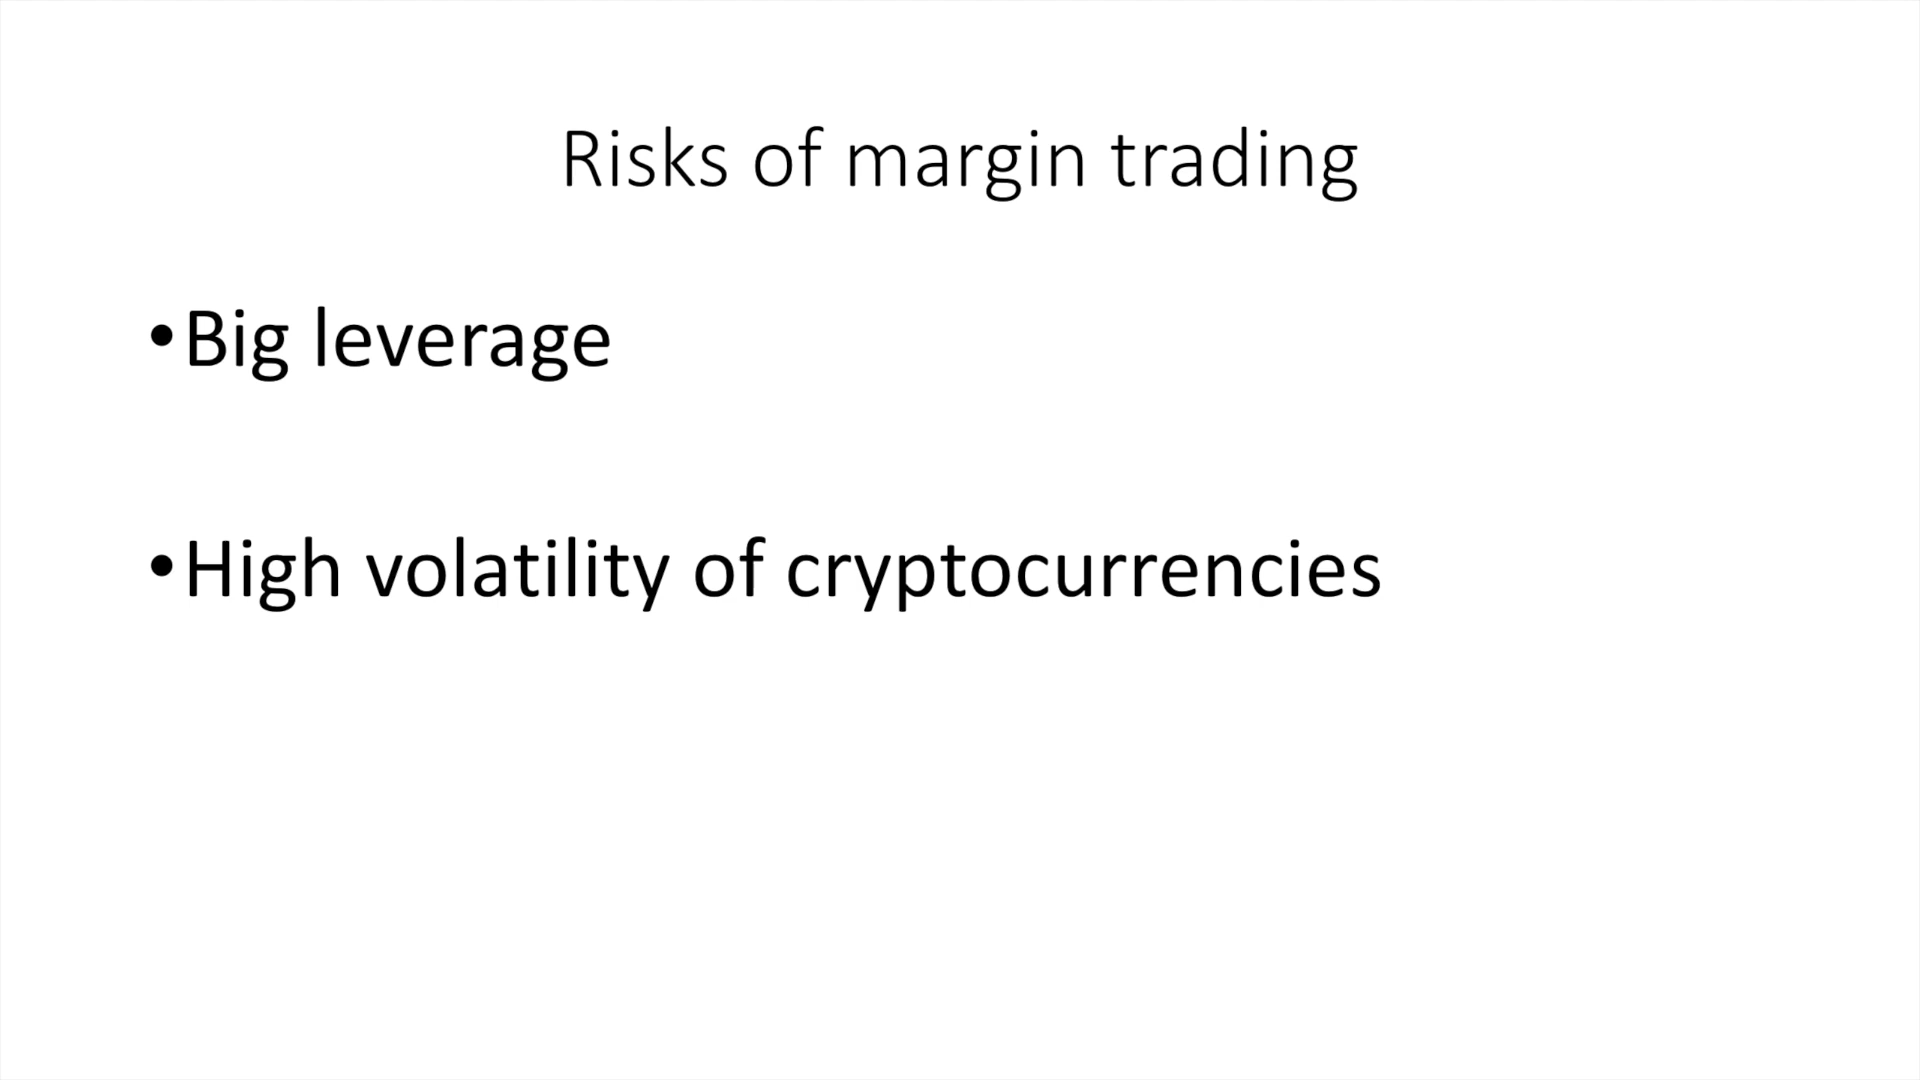 Risks of margin trading
•Big leverage
•High volatility of cryptocurrencies